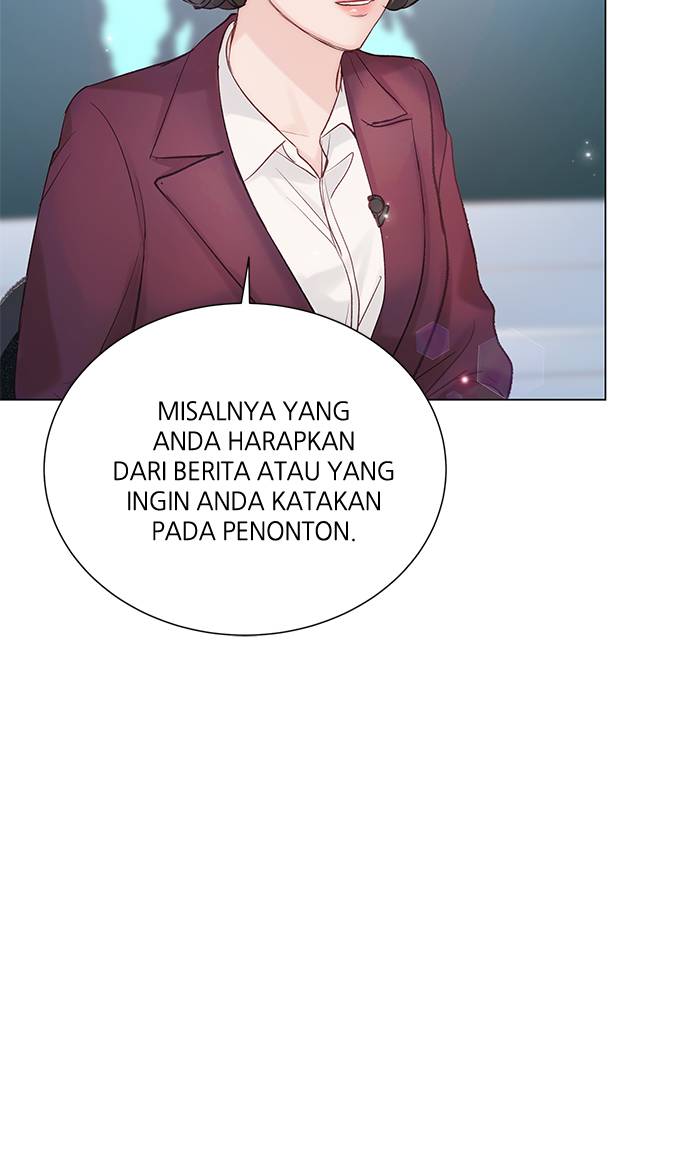 MISALNYA YANG
ANDA HARAPKAN
DARI BERITA ATAU YANG
INGIN ANDA KATAKAN
PADA PENONTON.